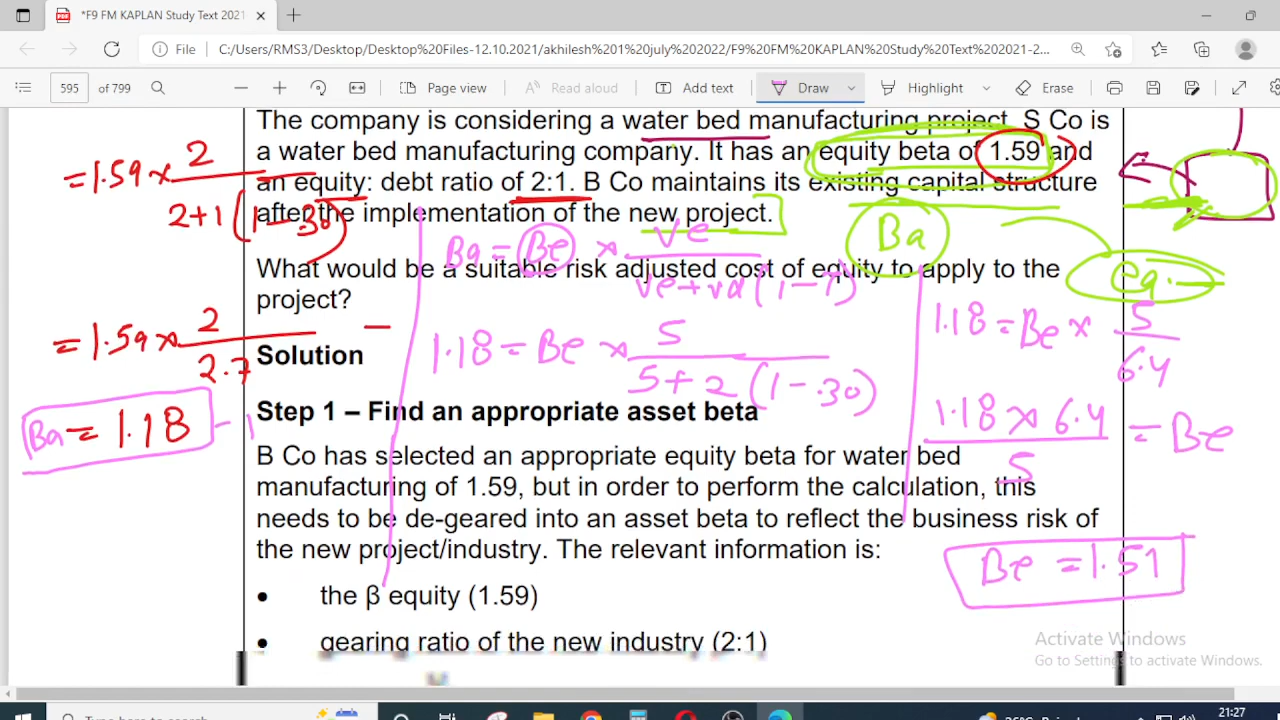 *F9 FM KAPLAN Study Text 2021
File C:/Users/RMS3/Desktop/Desktop%20Files-12.10.2021/akhilesh%201%20july%202022/F9%20FM%20KAPLAN%20Study%20Text%202021-2...
595 of 799 Page view Read aloud Add text Draw Highlight Erase
The company is considering a water bed manufacturing project. S Co is
a water bed manufacturing company. It has an equity beta of 1.59 and
an equity: debt ratio of 2:1. B Co maintains its existing capital structure
after the implementation of the new project.
What would be a suitable risk adjusted cost of equity to apply to the
project?
Solution
Step 1 – Find an appropriate asset beta
B Co has selected an appropriate equity beta for water bed
manufacturing of 1.59, but in order to perform the calculation, this
needs to be de-geared into an asset beta to reflect the business risk of
the new project/industry. The relevant information is:
• the β equity (1.59)
• gearing ratio of the new industry (2:1)
= 1.59 × 2
2+1 (1-.30)
= 1.59 × 2
2.7
Ba = 1.18 - 1
Ba = Be × Ve
Ve+Vd (1-T)
1.18 = Be × 5
5+2 (1-.30)
Ba
eq.
1.18 = Be × 5
6.4
1.18 × 6.4 = Be
5
Be = 1.51
Activate Windows
Go to Settings to activate Windows.
Type here to search
21:27